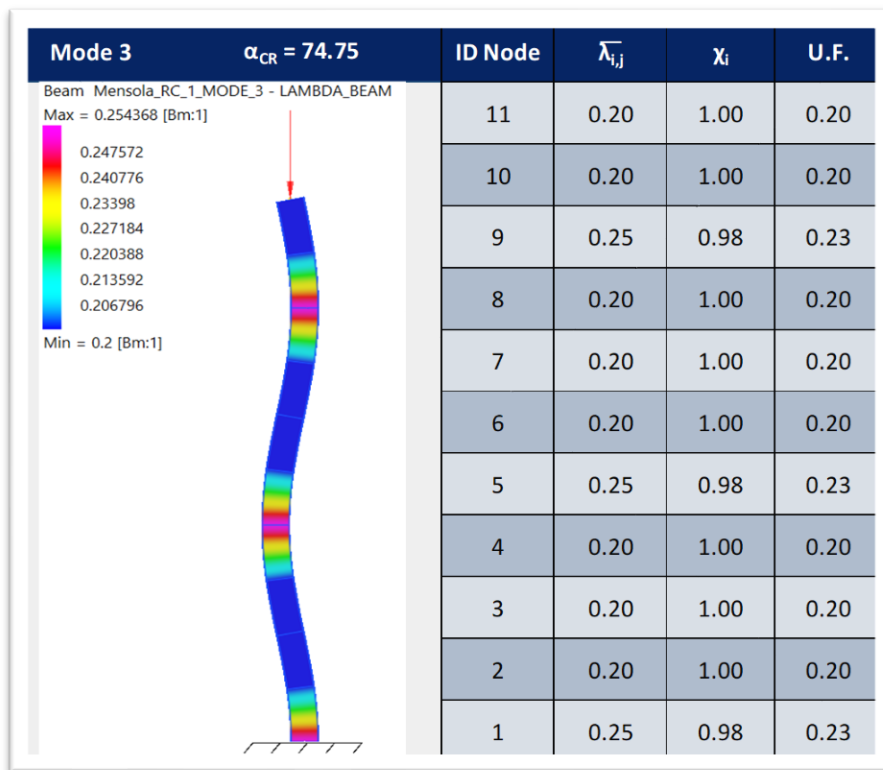 Mode 3 αCR = 74.75 ID Node λ̅i,j χi U.F.
Beam Mensola_RC_1_MODE_3 - LAMBDA_BEAM
Max = 0.254368 [Bm:1]
0.247572
0.240776
0.23398
0.227184
0.220388
0.213592
0.206796
Min = 0.2 [Bm:1]
11 0.20 1.00 0.20
10 0.20 1.00 0.20
9 0.25 0.98 0.23
8 0.20 1.00 0.20
7 0.20 1.00 0.20
6 0.20 1.00 0.20
5 0.25 0.98 0.23
4 0.20 1.00 0.20
3 0.20 1.00 0.20
2 0.20 1.00 0.20
1 0.25 0.98 0.23